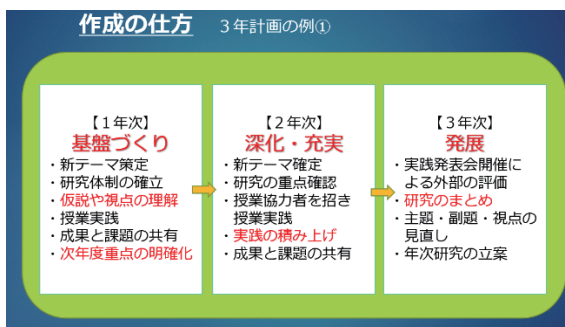 作成の仕方 3年計画の例①
【1年次】
基盤づくり
・新テーマ策定
・研究体制の確立
・仮説や視点の理解
・授業実践
・成果と課題の共有
・次年度重点の明確化
【2年次】
深化・充実
・新テーマ確定
・研究の重点確認
・授業協力者を招き
授業実践
・実践の積み上げ
・成果と課題の共有
【3年次】
発展
・実践発表会開催に
よる外部の評価
・研究のまとめ
・主題・副題・視点の
見直し
・年次研究の立案